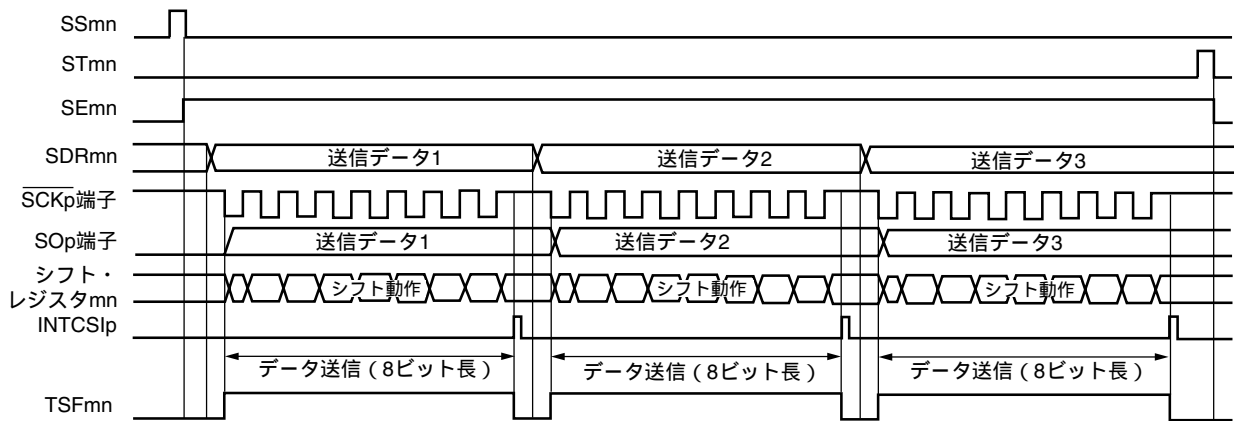 SSmn
STmn
SEmn
SDRmn 送信データ1 送信データ2 送信データ3
SCKp端子
SOp端子 送信データ1 送信データ2 送信データ3
シフト・
レジスタmn シフト動作 シフト動作 シフト動作
INTCSIp
データ送信(8ビット長) データ送信(8ビット長) データ送信(8ビット長)
TSFmn